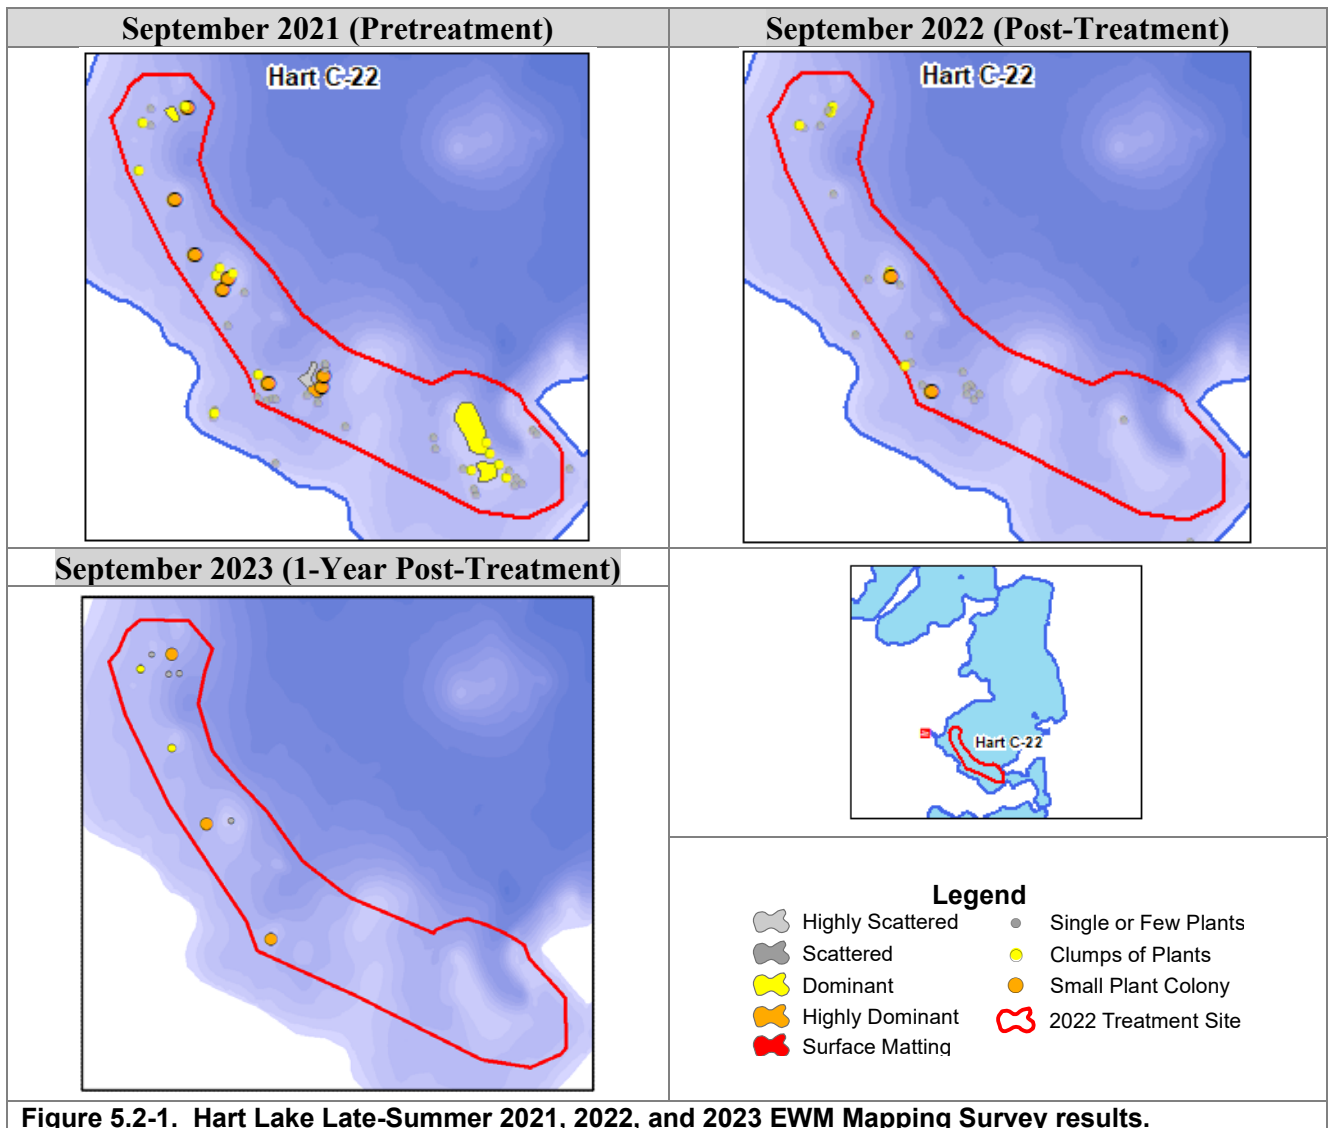 September 2021 (Pretreatment)
September 2022 (Post-Treatment)
Hart C-22
Hart C-22
September 2023 (1-Year Post-Treatment)
Hart C-22
Legend
Highly Scattered
Scattered
Dominant
Highly Dominant
Surface Matting
Single or Few Plants
Clumps of Plants
Small Plant Colony
2022 Treatment Site
Figure 5.2-1. Hart Lake Late-Summer 2021, 2022, and 2023 EWM Mapping Survey results.